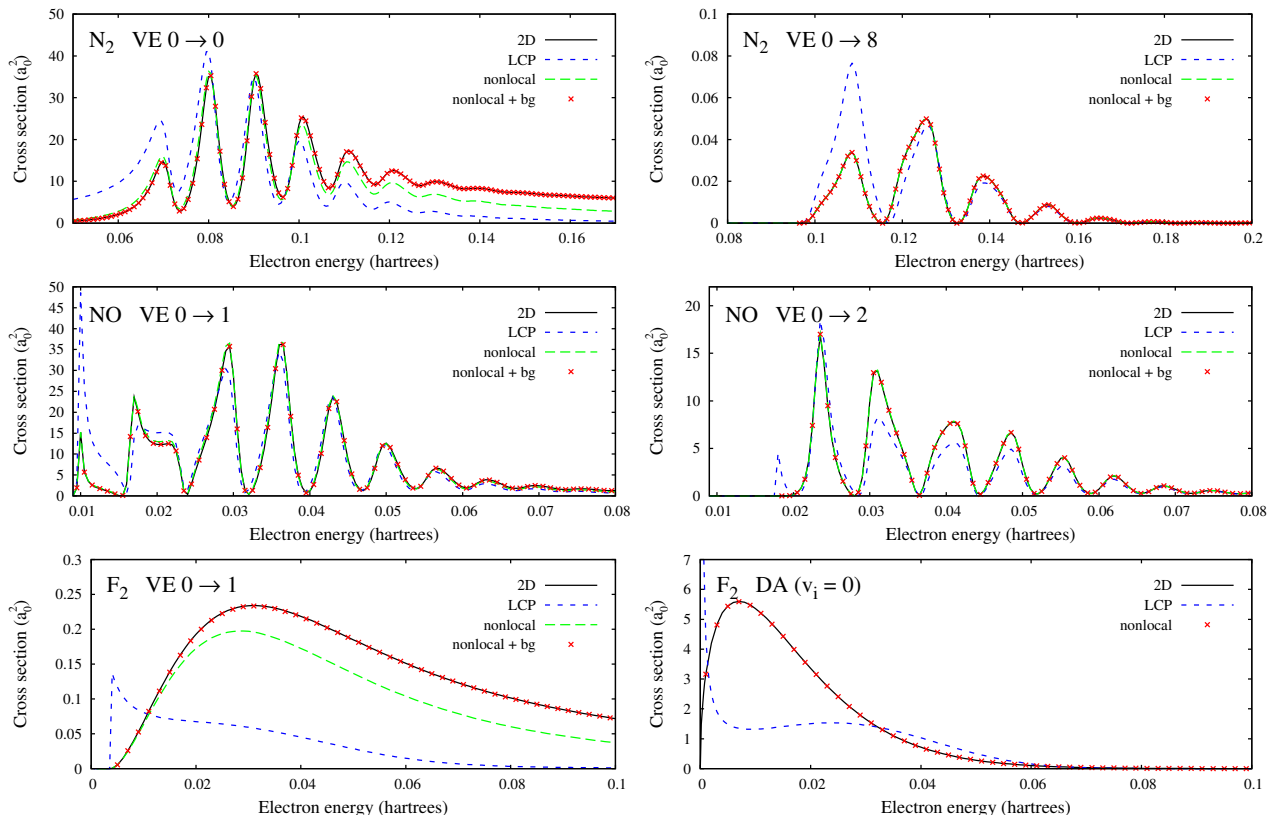 N2 VE 0 → 0
2D
LCP
nonlocal
nonlocal + bg
Cross section (a0^2)
50
40
30
20
10
0
0.06 0.08 0.1 0.12 0.14 0.16
Electron energy (hartrees)
N2 VE 0 → 8
2D
LCP
nonlocal
nonlocal + bg
Cross section (a0^2)
0.1
0.08
0.06
0.04
0.02
0
0.08 0.1 0.12 0.14 0.16 0.18 0.2
Electron energy (hartrees)
NO VE 0 → 1
2D
LCP
nonlocal
nonlocal + bg
Cross section (a0^2)
50
45
40
35
30
25
20
15
10
5
0
0.01 0.02 0.03 0.04 0.05 0.06 0.07 0.08
Electron energy (hartrees)
NO VE 0 → 2
2D
LCP
nonlocal
nonlocal + bg
Cross section (a0^2)
20
15
10
5
0
0.01 0.02 0.03 0.04 0.05 0.06 0.07 0.08
Electron energy (hartrees)
F2 VE 0 → 1
2D
LCP
nonlocal
nonlocal + bg
Cross section (a0^2)
0.3
0.25
0.2
0.15
0.1
0.05
0
0 0.02 0.04 0.06 0.08 0.1
Electron energy (hartrees)
F2 DA (vi = 0)
2D
LCP
nonlocal
Cross section (a0^2)
7
6
5
4
3
2
1
0
0 0.02 0.04 0.06 0.08 0.1
Electron energy (hartrees)